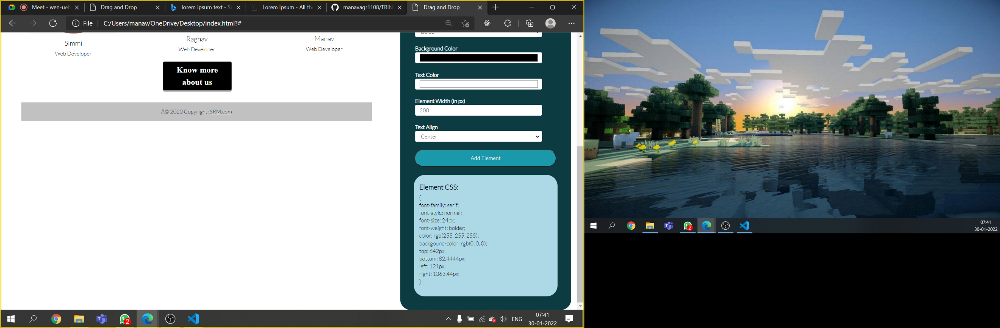 Meet - wen-ueh
Drag and Drop
lorem ipsum text - Se
Lorem Ipsum - All the
manavagr1108/TRIN
Drag and Drop
File
C:/Users/manav/OneDrive/Desktop/index.html?#
Simmi
Web Developer
Raghav
Web Developer
Manav
Web Developer
Know more
about us
Â© 2020 Copyright: SRM.com
Bolder
Background Color
Text Color
Element Width (in px)
200
Text Align
Center
Add Element
Element CSS:
{
font-family: serif;
font-style: normal;
font-size: 24px;
font-weight: bolder;
color: rgb(255, 255, 255);
backgound-color: rgb(0, 0, 0);
top: 642px;
bottom: 82.4444px;
left: 121px;
right: 1363.44px;
}
2
ENG
07:41
30-01-2022
2
07:41
30-01-2022